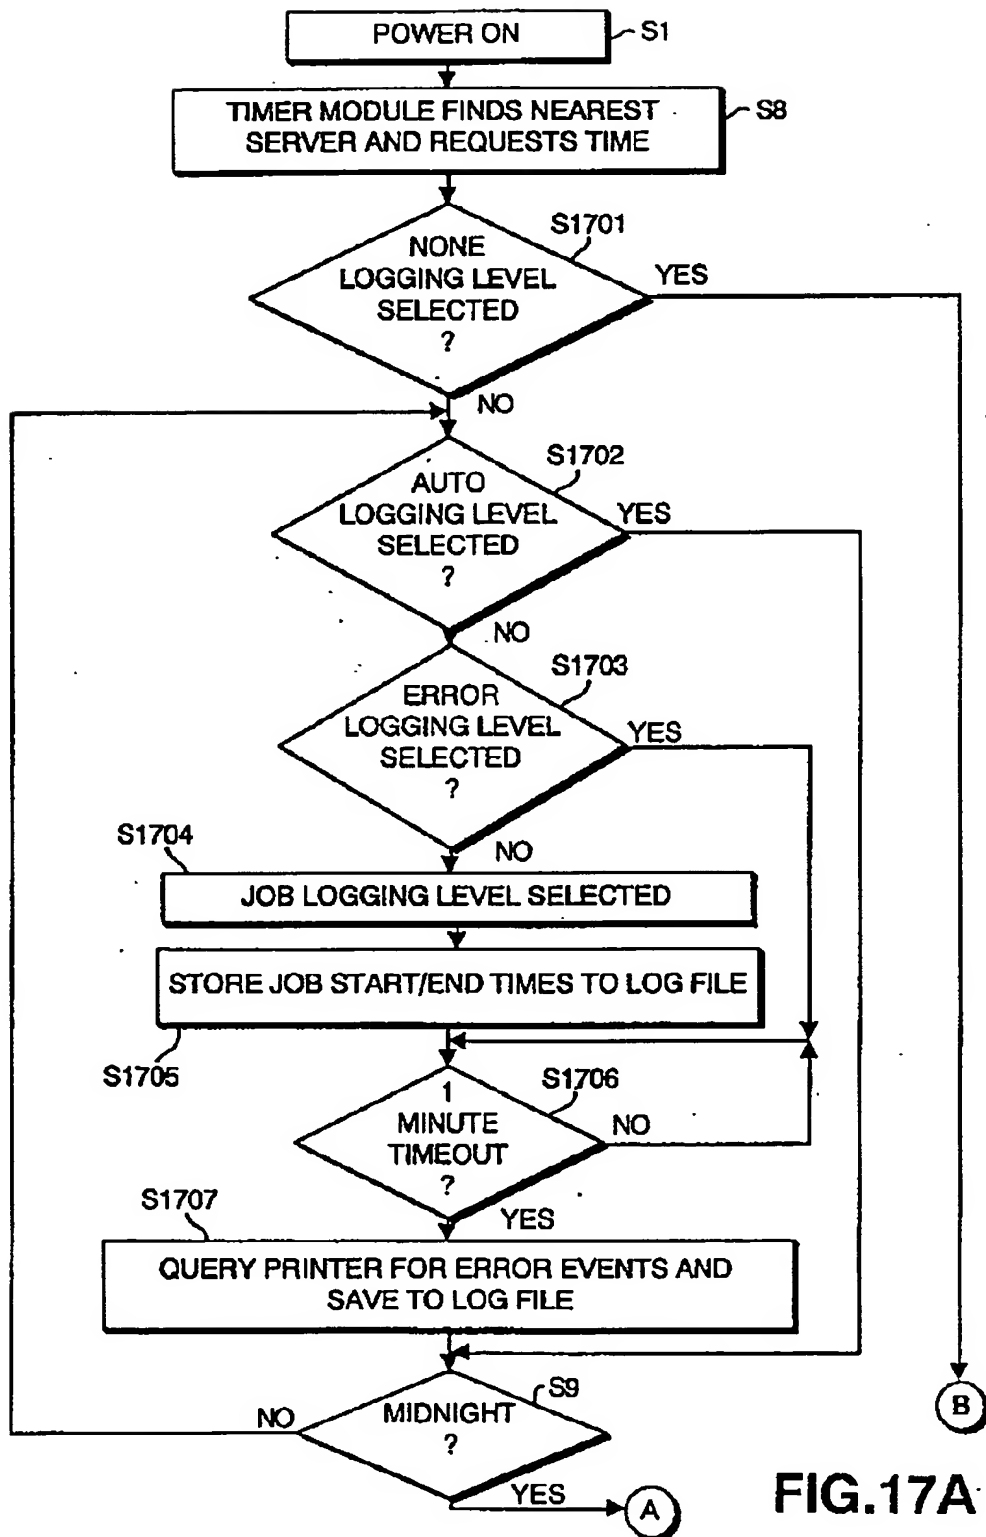 POWER ON
S1
TIMER MODULE FINDS NEAREST
SERVER AND REQUESTS TIME
S8
S1701
NONE
LOGGING LEVEL
SELECTED
?
YES
NO
S1702
AUTO
LOGGING LEVEL
SELECTED
?
YES
NO
S1703
ERROR
LOGGING LEVEL
SELECTED
?
YES
NO
S1704
JOB LOGGING LEVEL SELECTED
STORE JOB START/END TIMES TO LOG FILE
S1705
S1706
1
MINUTE
TIMEOUT
?
NO
YES
S1707
QUERY PRINTER FOR ERROR EVENTS AND
SAVE TO LOG FILE
S9
MIDNIGHT
?
NO
YES
A
B
FIG.17A